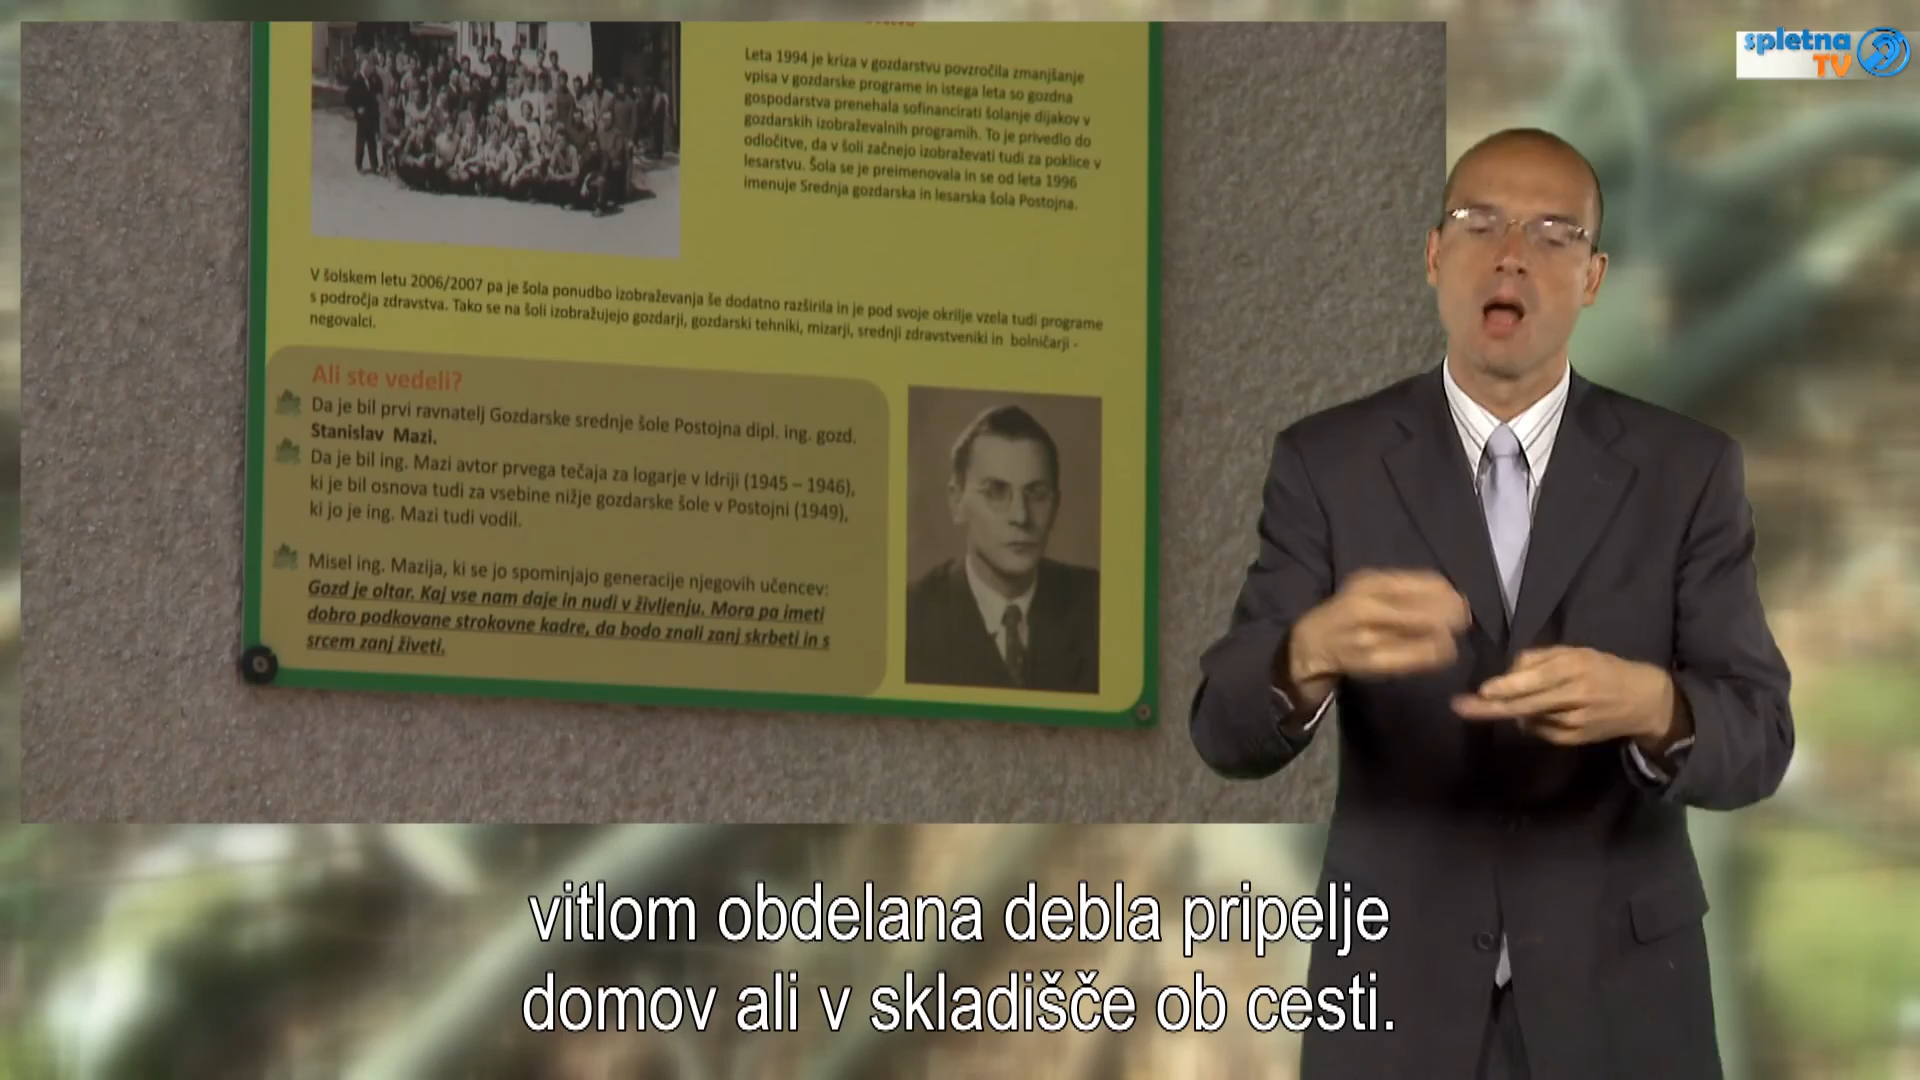 spletna
TV
Leta 1994 je kriza v gozdarstvu povzročila zmanjšanje
vpisa v gozdarske programe in istega leta so gozdna
gospodarstva prenehala sofinancirati šolanje dijakov v
gozdarskih izobraževalnih programih. To je privedlo do
odločitve, da v šoli začnejo izobraževati tudi za poklice v
lesarstvu. Šola se je preimenovala in se od leta 1996
imenuje Srednja gozdarska in lesarska šola Postojna.
V šolskem letu 2006/2007 pa je šola ponudbo izobraževanja še dodatno razširila in je pod svoje okrilje vzela tudi programe
s področja zdravstva. Tako se na šoli izobražujejo gozdarji, gozdarski tehniki, mizarji, srednji zdravstveniki in bolničarji -
negovalci.
Ali ste vedeli?
Da je bil prvi ravnatelj Gozdarske srednje šole Postojna dipl. ing. gozd.
Stanislav Mazi.
Da je bil ing. Mazi avtor prvega tečaja za logarje v Idriji (1945 – 1946),
ki je bil osnova tudi za vsebine nižje gozdarske šole v Postojni (1949),
ki jo je ing. Mazi tudi vodil.
Misel ing. Mazija, ki se jo spominjajo generacije njegovih učencev:
Gozd je oltar. Kaj vse nam daje in nudi v življenju. Mora pa imeti
dobro podkovane strokovne kadre, da bodo znali zanj skrbeti in s
srcem zanj živeti.
vitlom obdelana debla pripelje
domov ali v skladišče ob cesti.